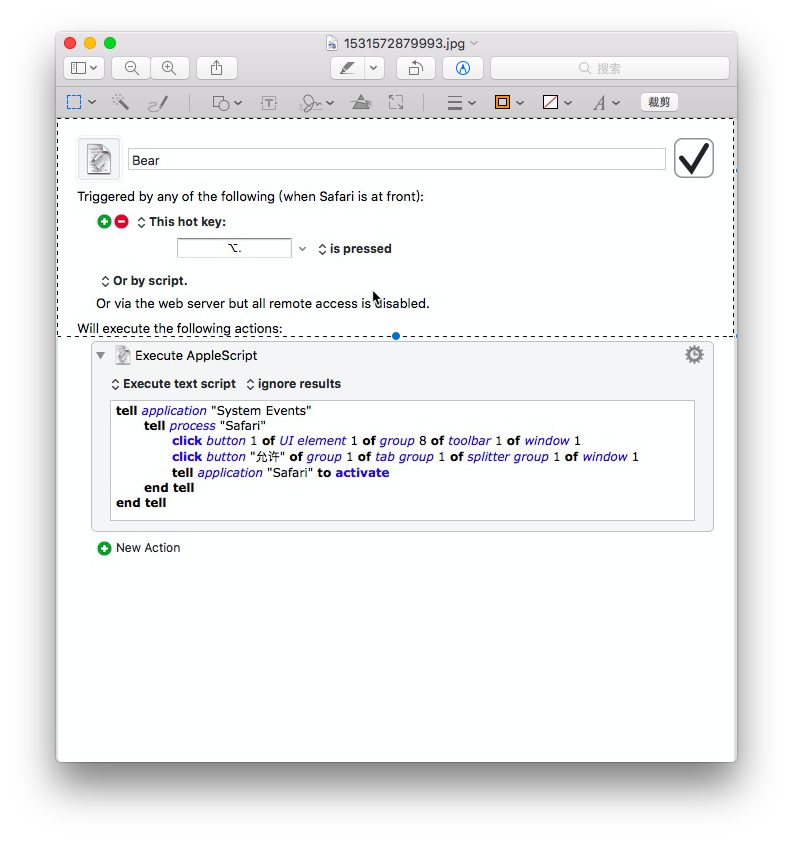 1531572879993.jpg
搜索
T
A
裁剪
Bear
Triggered by any of the following (when Safari is at front):
This hot key:
⌥.
is pressed
Or by script.
Or via the web server but all remote access is disabled.
Will execute the following actions:
Execute AppleScript
Execute text script ignore results
tell application "System Events"
tell process "Safari"
click button 1 of UI element 1 of group 8 of toolbar 1 of window 1
click button "允许" of group 1 of tab group 1 of splitter group 1 of window 1
tell application "Safari" to activate
end tell
end tell
New Action